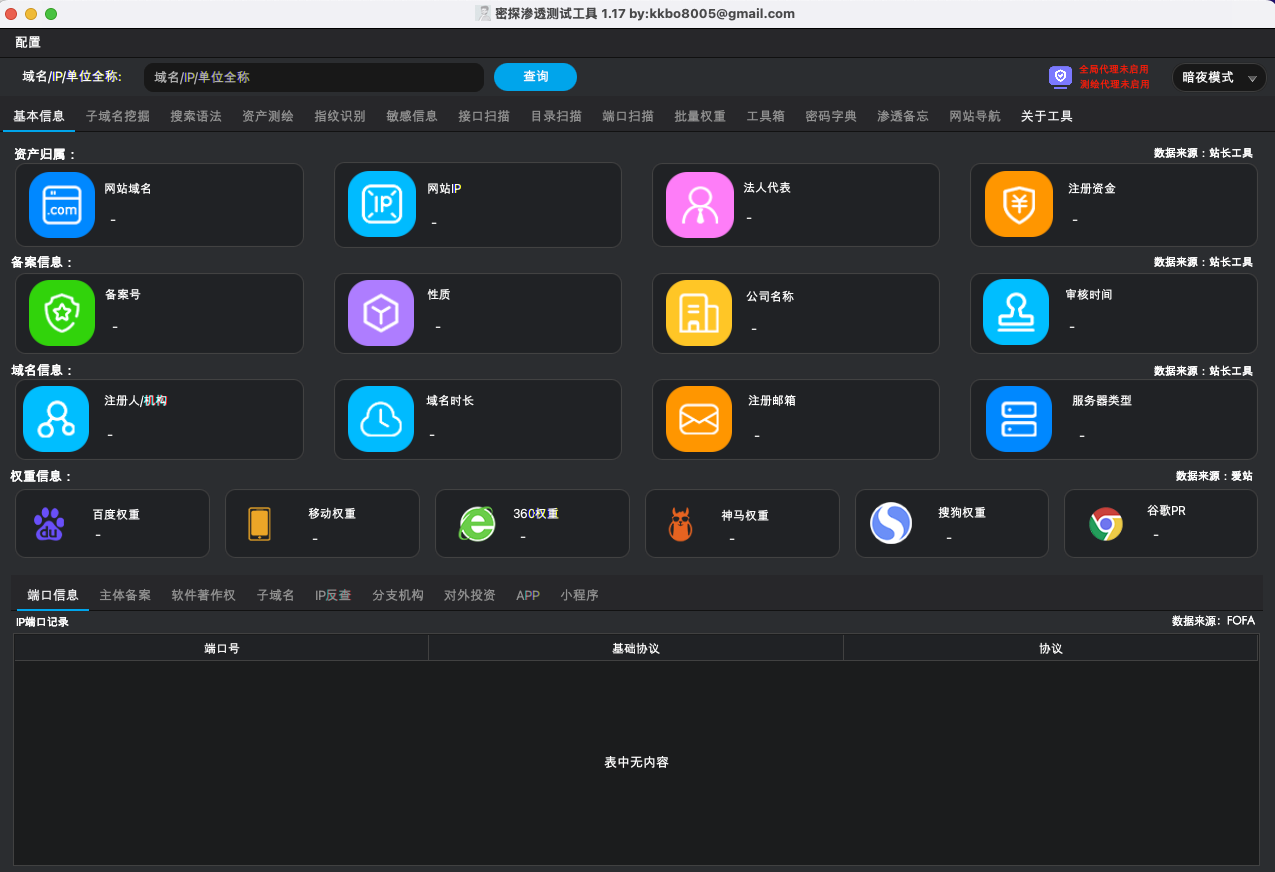 密探渗透测试工具 1.17 by:kkbo8005@gmail.com
配置
域名/IP/单位全称: 域名/IP/单位全称 查询 全局代理未启用 暗夜模式
测绘代理未启用
基本信息 子域名挖掘 搜索语法 资产测绘 指纹识别 敏感信息 接口扫描 目录扫描 端口扫描 批量权重 工具箱 密码字典 渗透备忘 网站导航 关于工具
资产归属： 数据来源：站长工具
.com 网站域名 IP 网站IP 法人代表 注册资金
- - - -
备案信息： 数据来源：站长工具
备案号 性质 公司名称 审核时间
- - - -
域名信息： 数据来源：站长工具
注册人/机构 域名时长 注册邮箱 服务器类型
- - - -
权重信息： 数据来源：爱站
du 百度权重 移动权重 360权重 神马权重 搜狗权重 谷歌PR
- - - - - -
端口信息 主体备案 软件著作权 子域名 IP反查 分支机构 对外投资 APP 小程序
IP端口记录 数据来源：FOFA
端口号 基础协议 协议
表中无内容